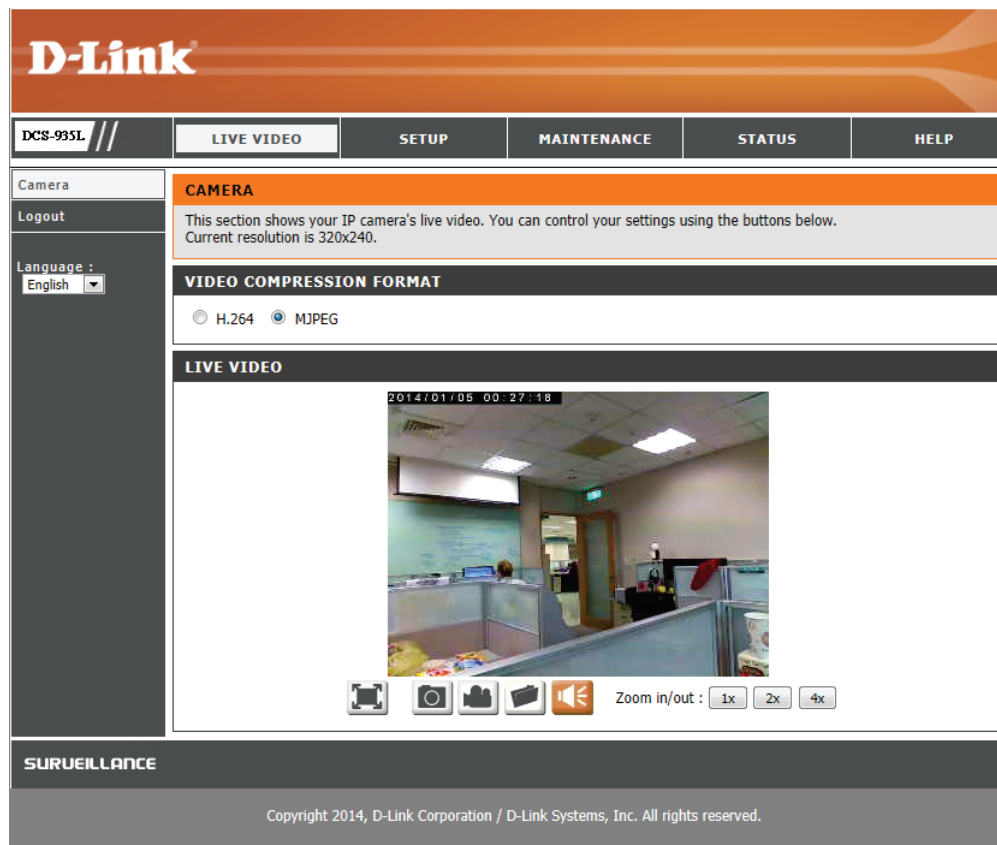 D-Link®
DCS-935L
LIVE VIDEO
SETUP
MAINTENANCE
STATUS
HELP
Camera
Logout
Language :
English
CAMERA
This section shows your IP camera's live video. You can control your settings using the buttons below.
Current resolution is 320x240.
VIDEO COMPRESSION FORMAT
H.264 MJPEG
LIVE VIDEO
2014/01/05 00:27:18
Zoom in/out : 1x 2x 4x
SURVEILLANCE
Copyright 2014, D-Link Corporation / D-Link Systems, Inc. All rights reserved.